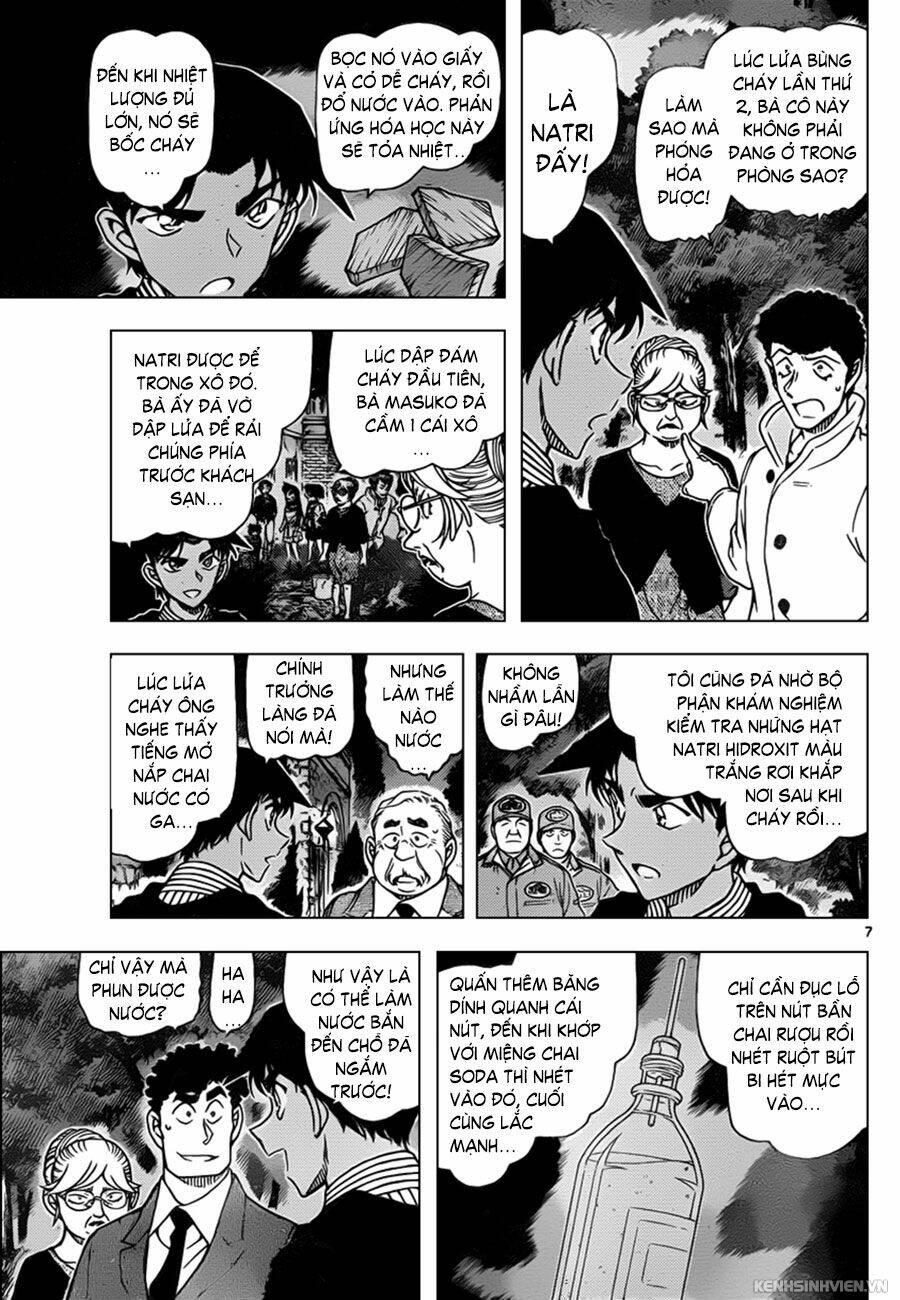 LÚC LỬA BÙNG
CHÁY LẦN THỨ
2, BÀ CÔ NÀY
KHÔNG PHẢI
ĐANG Ở TRONG
PHÒNG SAO?
LÀM
SAO MÀ
PHÓNG
HỎA
ĐƯỢC!
LÀ
NATRI
ĐẤY!
BỌC NÓ VÀO GIẤY
VÀ CỎ DỄ CHÁY, RỒI
ĐỔ NƯỚC VÀO. PHẢN
ỨNG HÓA HỌC NÀY
SẼ TỎA NHIỆT..
ĐẾN KHI NHIỆT
LƯỢNG ĐỦ
LỚN, NÓ SẼ
BỐC CHÁY
...
LÚC DẬP ĐÁM
CHÁY ĐẦU TIÊN,
BÀ MASUKO ĐÃ
CẦM 1 CÁI XÔ
...
NATRI ĐƯỢC ĐỂ
TRONG XÔ ĐÓ.
BÀ ẤY ĐÃ VỜ
DẬP LỬA ĐỂ RẢI
CHÚNG PHÍA
TRƯỚC KHÁCH
SẠN...
TÔI CŨNG ĐÃ NHỜ BỘ
PHẬN KHÁM NGHIỆM
KIỂM TRA NHỮNG HẠT
NATRI HIDROXIT MÀU
TRẮNG RƠI KHẮP
NƠI SAU KHI
CHÁY RỒI...
KHÔNG
NHẦM LẪN
GÌ ĐÂU!
NHƯNG
LÀM THẾ
NÀO
NƯỚC
...
CHÍNH
TRƯỞNG
LÀNG ĐÃ
NÓI MÀ!
LÚC LỬA
CHÁY ÔNG
NGHE THẤY
TIẾNG MỞ
NẮP CHAI
NƯỚC CÓ
GA...
7
CHỈ CẦN ĐỤC LỖ
TRÊN NÚT BẦN
CHAI RƯỢU RỒI
NHÉT RUỘT BÚT
BI HẾT MỰC
VÀO...
QUẤN THÊM BĂNG
DÍNH QUANH CÁI
NÚT, ĐẾN KHI KHỚP
VỚI MIỆNG CHAI
SODA THÌ NHÉT
VÀO ĐÓ, CUỐI
CÙNG LẮC
MẠNH...
NHƯ VẬY LÀ
CÓ THỂ LÀM
NƯỚC BẮN
ĐẾN CHỖ ĐÃ
NGẮM
TRƯỚC!
HA
HA
...
CHỈ VẬY MÀ
PHUN ĐƯỢC
NƯỚC?
KENHSINHVIEN.VN